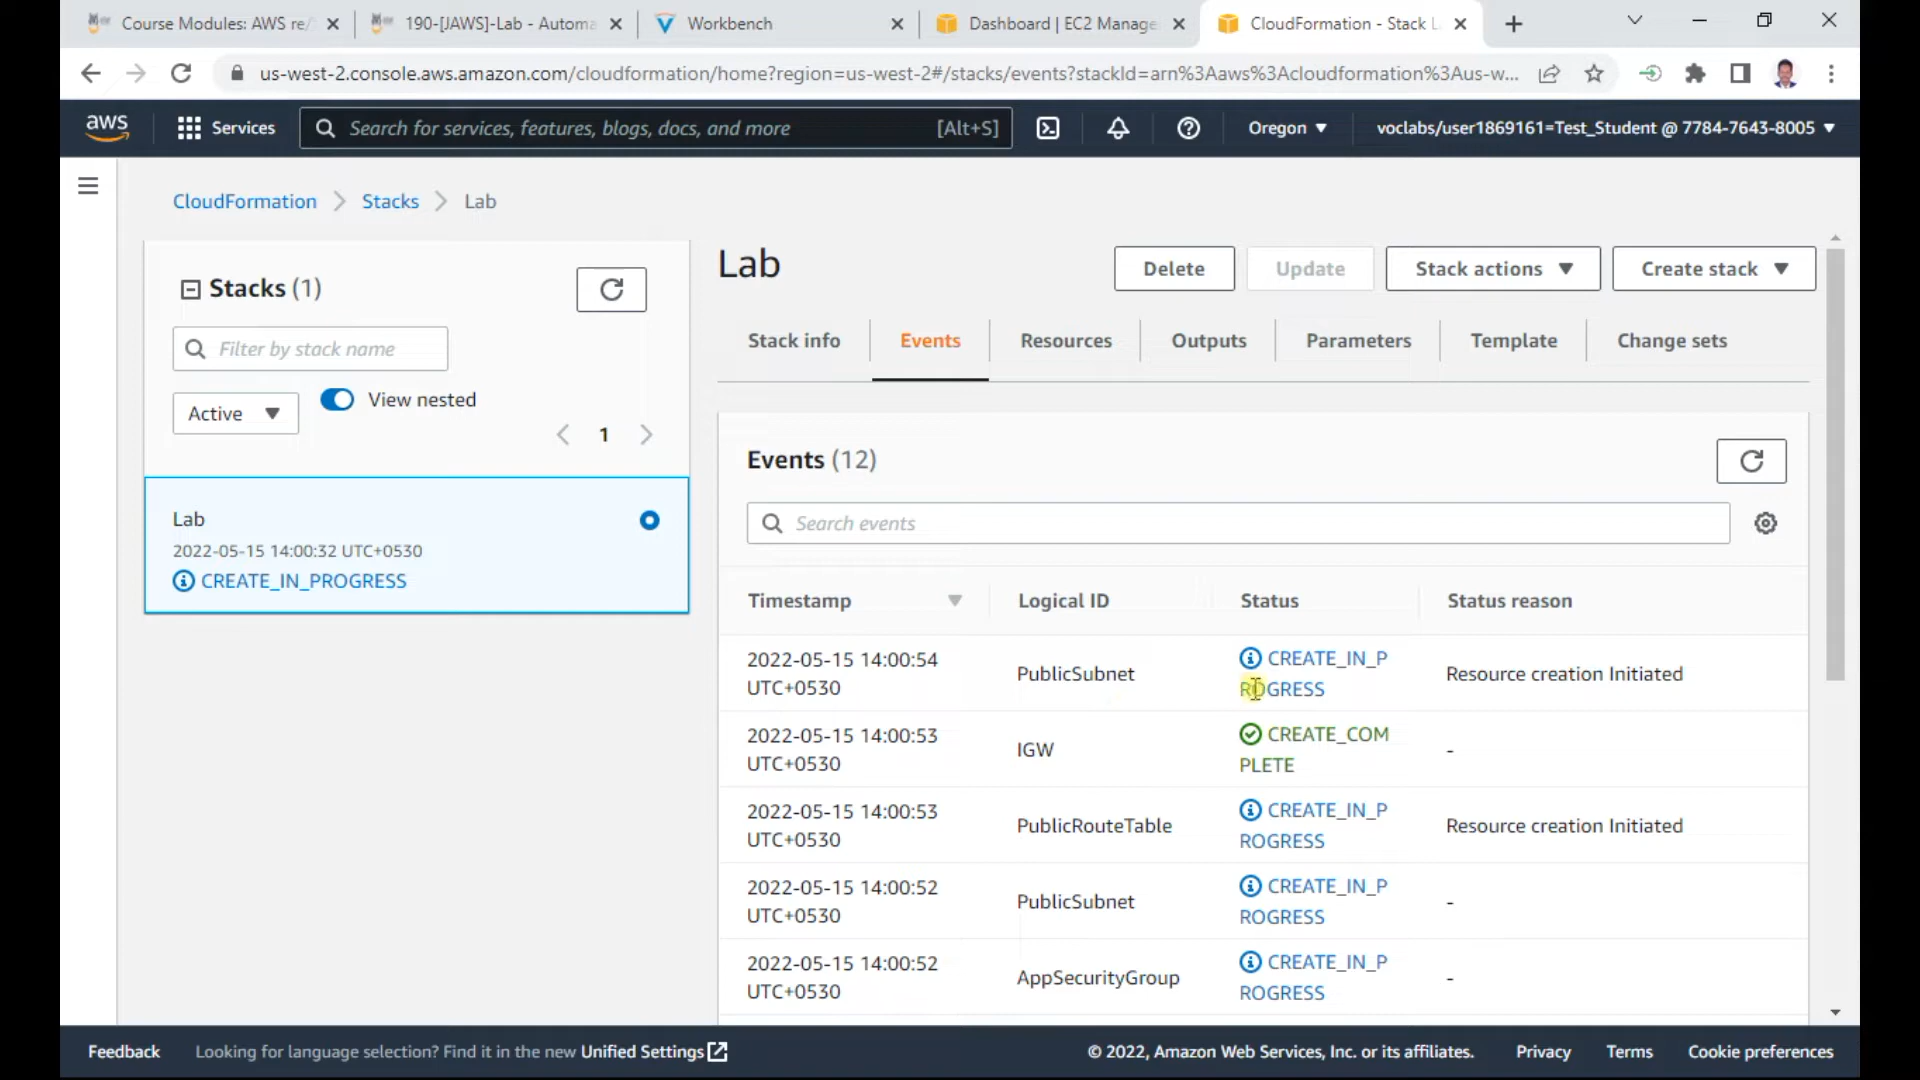 Course Modules: AWS re/
190-[JAWS]-Lab - Automa
Workbench
Dashboard | EC2 Manage
CloudFormation - Stack L
us-west-2.console.aws.amazon.com/cloudformation/home?region=us-west-2#/stacks/events?stackId=arn%3Aaws%3Acloudformation%3Aus-w...
aws
Services
Search for services, features, blogs, docs, and more
[Alt+S]
Oregon
voclabs/user1869161=Test_Student @ 7784-7643-8005
CloudFormation
Stacks
Lab
Stacks (1)
Filter by stack name
Active
View nested
1
Lab
2022-05-15 14:00:32 UTC+0530
CREATE_IN_PROGRESS
Lab
Delete
Update
Stack actions
Create stack
Stack info
Events
Resources
Outputs
Parameters
Template
Change sets
Events (12)
Search events
Timestamp
Logical ID
Status
Status reason
2022-05-15 14:00:54
UTC+0530
PublicSubnet
CREATE_IN_P
ROGRESS
Resource creation Initiated
2022-05-15 14:00:53
UTC+0530
IGW
CREATE_COM
PLETE
-
2022-05-15 14:00:53
UTC+0530
PublicRouteTable
CREATE_IN_P
ROGRESS
Resource creation Initiated
2022-05-15 14:00:52
UTC+0530
PublicSubnet
CREATE_IN_P
ROGRESS
-
2022-05-15 14:00:52
UTC+0530
AppSecurityGroup
CREATE_IN_P
ROGRESS
-
Feedback
Looking for language selection? Find it in the new Unified Settings
© 2022, Amazon Web Services, Inc. or its affiliates.
Privacy
Terms
Cookie preferences